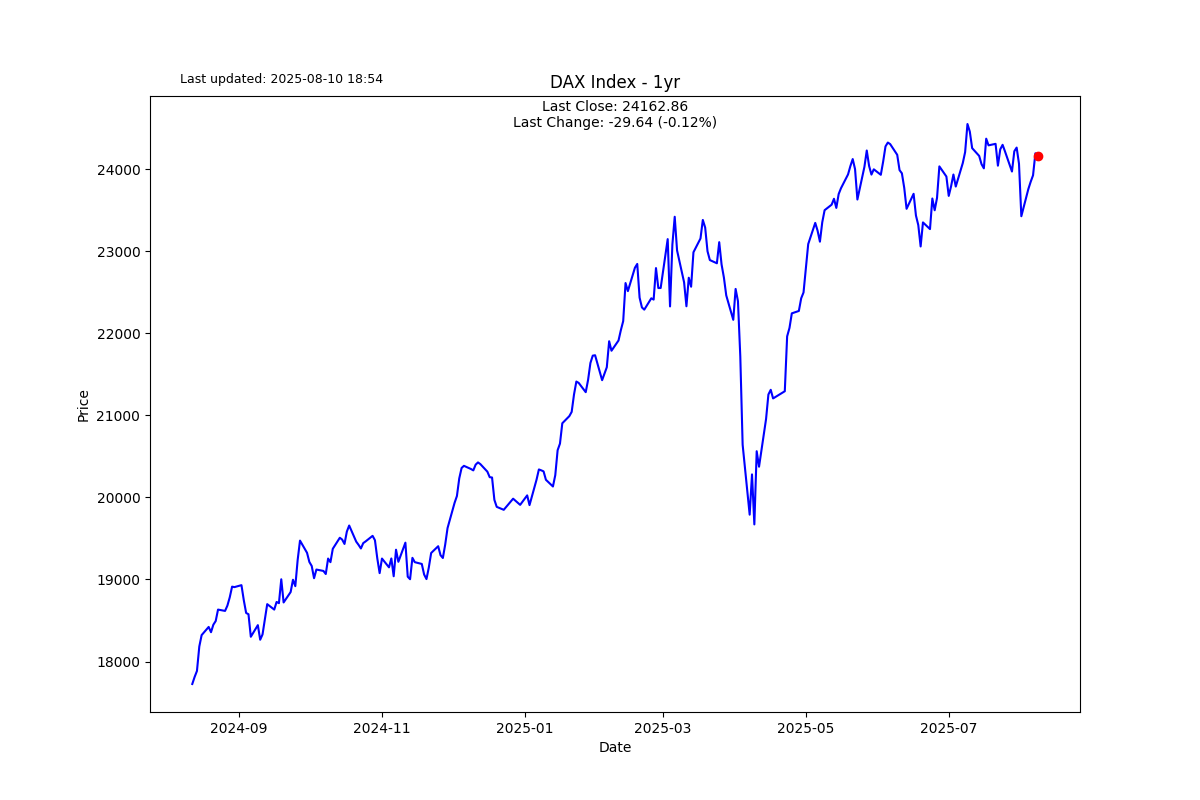 Last updated: 2025-08-10 18:54
DAX Index - 1yr
Last Close: 24162.86
Last Change: -29.64 (-0.12%)
Price
24000
23000
22000
21000
20000
19000
18000
2024-09
2024-11
2025-01
2025-03
2025-05
2025-07
Date